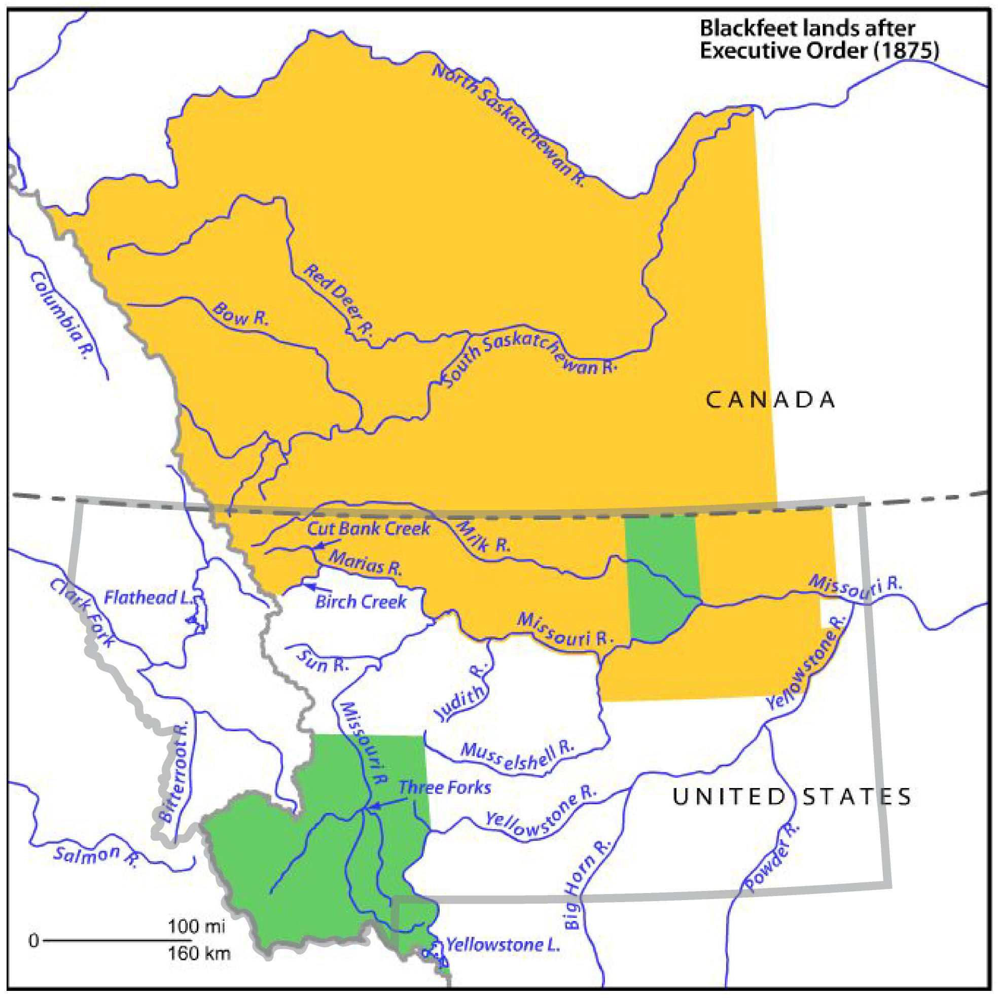 Blackfeet lands after
Executive Order (1875)
North Saskatchewan R.
Columbia R.
Red Deer R.
Bow R.
South Saskatchewan R.
CANADA
Cut Bank Creek
Milk R.
Marias R.
Clark Fork
Flathead L.
Birch Creek
Missouri R.
Missouri R.
Sun R.
Judith R.
Yellowstone R.
Missouri R
Bitterroot R.
Musselshell R.
Three Forks
UNITED STATES
Yellowstone R.
Salmon R.
Big Horn R.
Powder R.
100 mi
0
160 km
Yellowstone L.